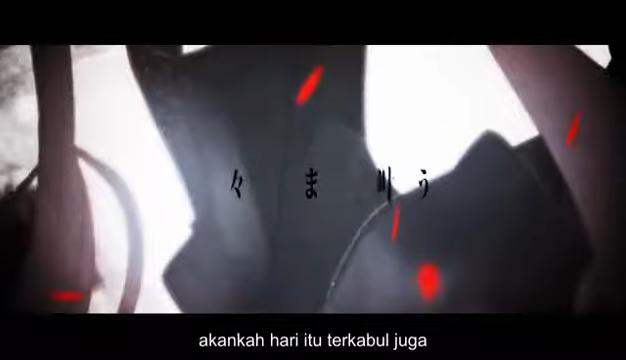 々 ま 叶 う
akankah hari itu terkabul juga